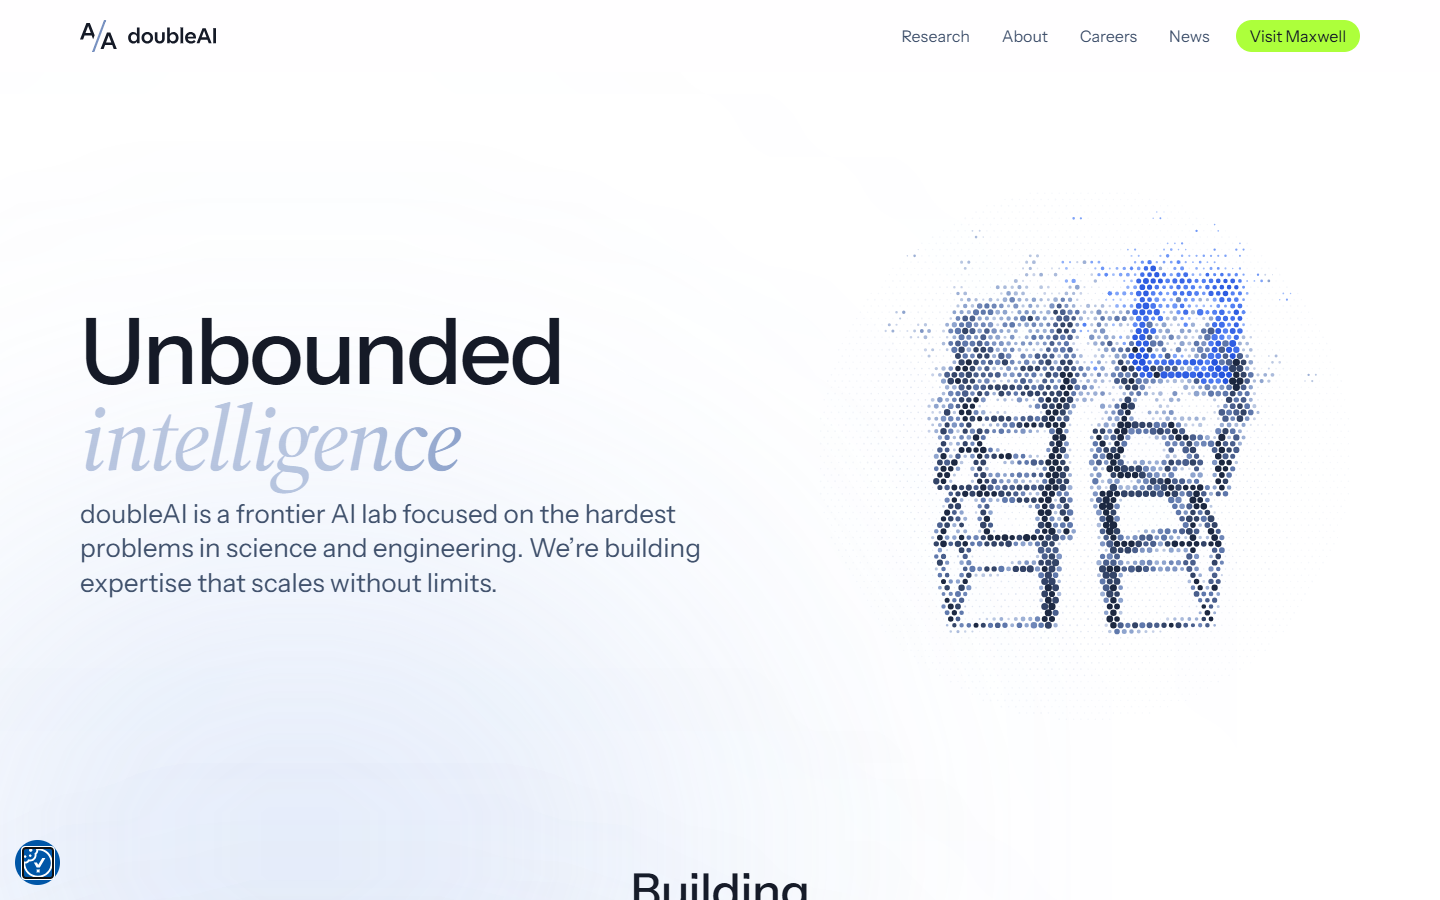 A/A doubleAI
Research
About
Careers
News
Visit Maxwell
Unbounded
intelligence
doubleAI is a frontier AI lab focused on the hardest
problems in science and engineering. We’re building
expertise that scales without limits.
Building